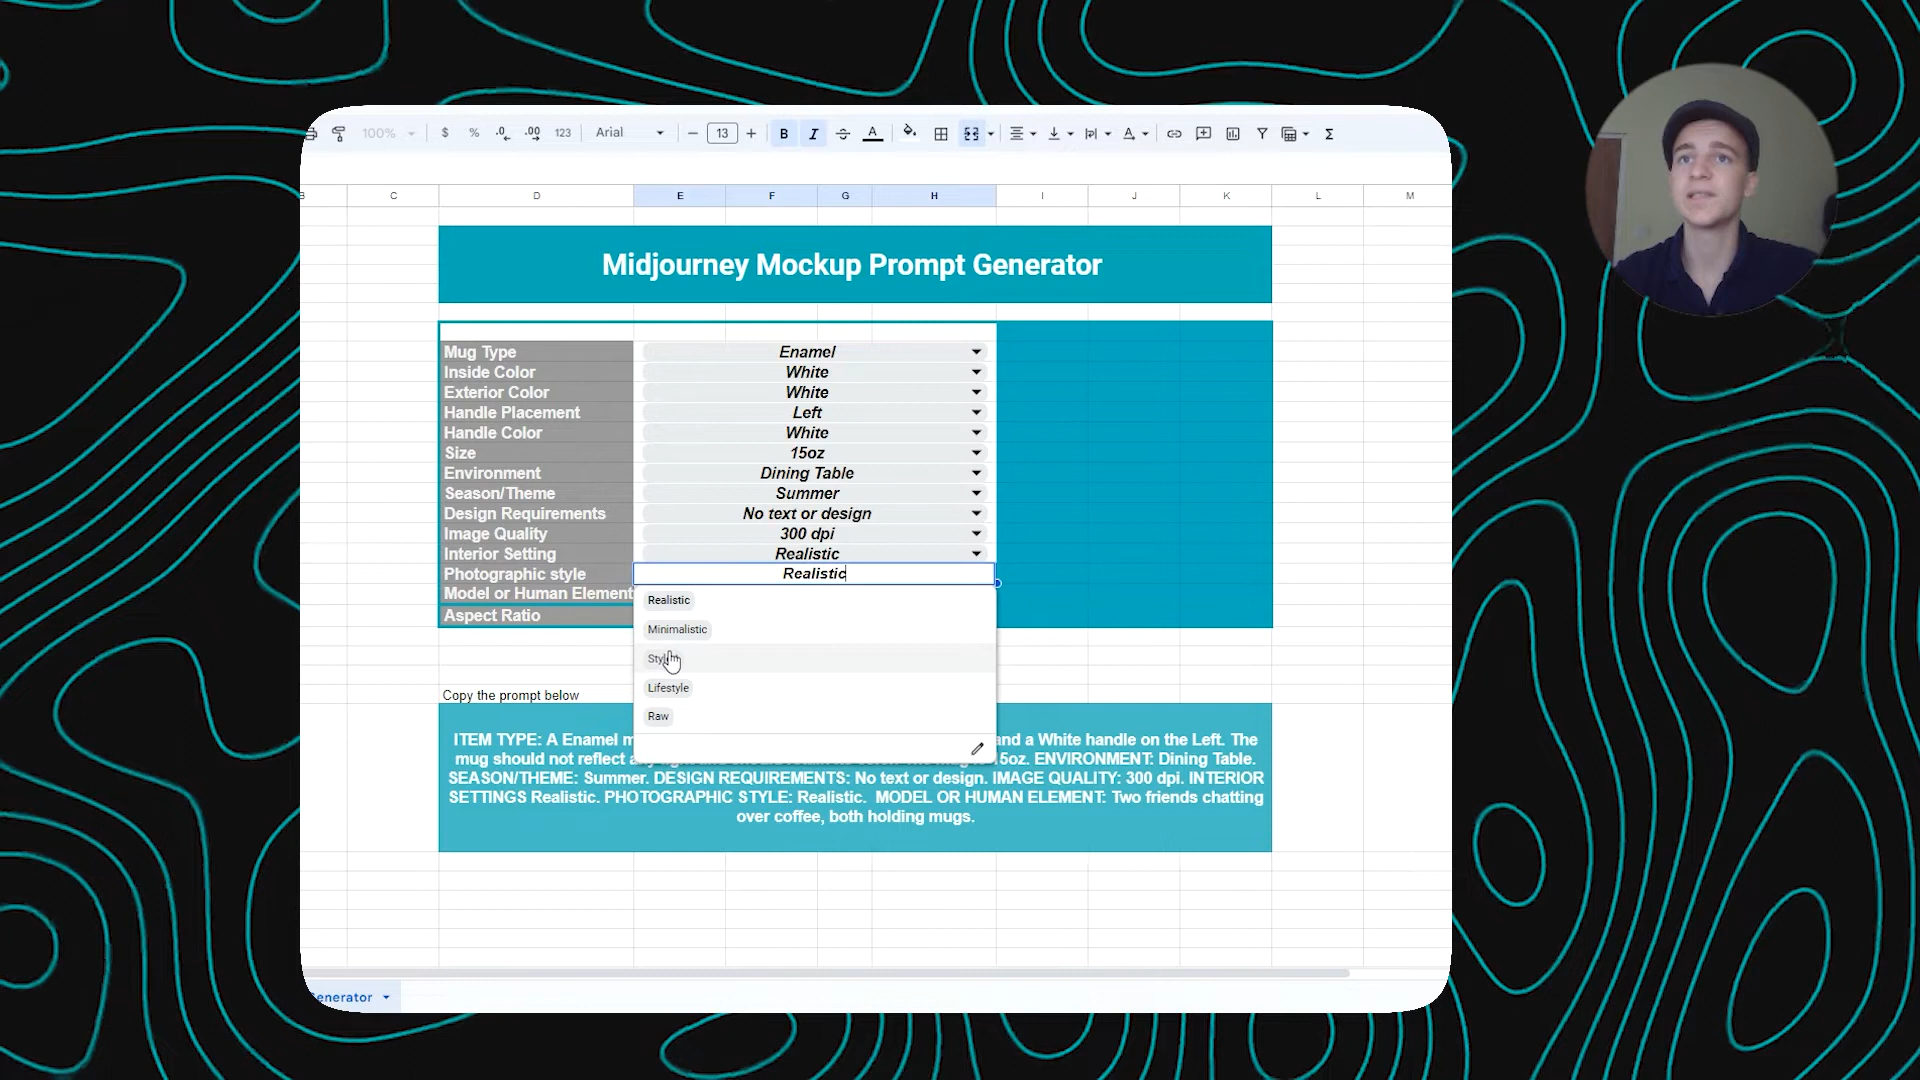 100%
$ % .0 .00 123 Arial 13 B I A Σ
B C D E F G H I J K L M
Midjourney Mockup Prompt Generator
Mug Type Enamel
Inside Color White
Exterior Color White
Handle Placement Left
Handle Color White
Size 15oz
Environment Dining Table
Season/Theme Summer
Design Requirements No text or design
Image Quality 300 dpi
Interior Setting Realistic
Photographic style Realistic
Model or Human Element
Aspect Ratio
Realistic
Minimalistic
Lifestyle
Raw
Copy the prompt below
ITEM TYPE: A Enamel and a White handle on the Left. The
mug should not reflect 15oz. ENVIRONMENT: Dining Table.
SEASON/THEME: Summer. DESIGN REQUIREMENTS: No text or design. IMAGE QUALITY: 300 dpi. INTERIOR
SETTINGS Realistic. PHOTOGRAPHIC STYLE: Realistic. MODEL OR HUMAN ELEMENT: Two friends chatting
over coffee, both holding mugs.
Generator